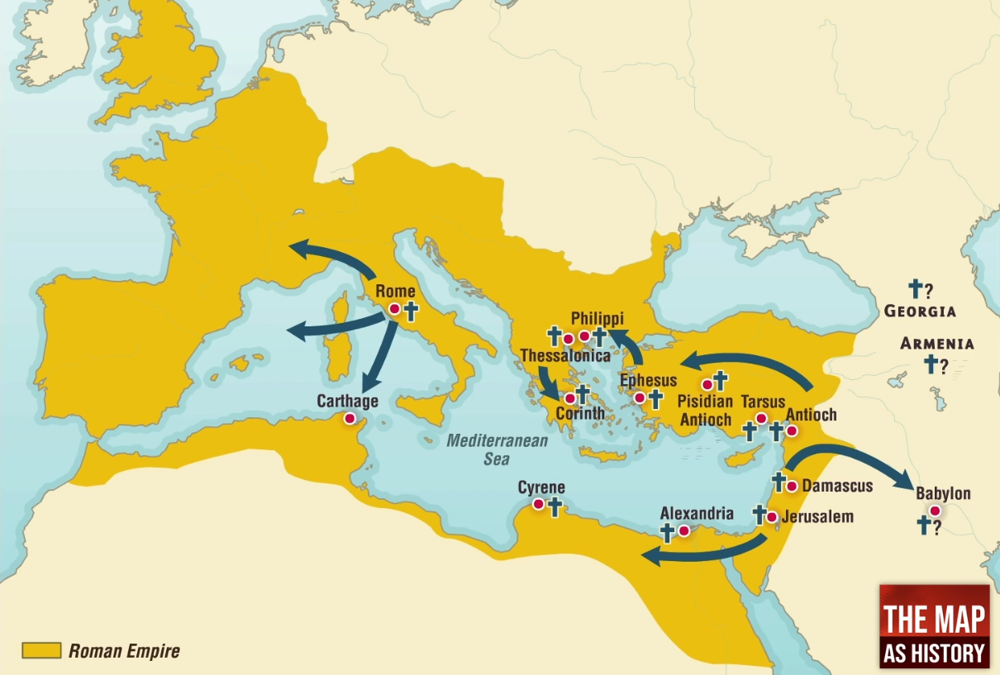 ✝?
GEORGIA
ARMENIA
✝?
Rome
Philippi
Thessalonica
Ephesus
Corinth
Pisidian
Antioch
Tarsus
Antioch
Carthage
Mediterranean
Sea
Cyrene
Alexandria
Damascus
Jerusalem
Babylon
✝?
Roman Empire
THE MAP
AS HISTORY